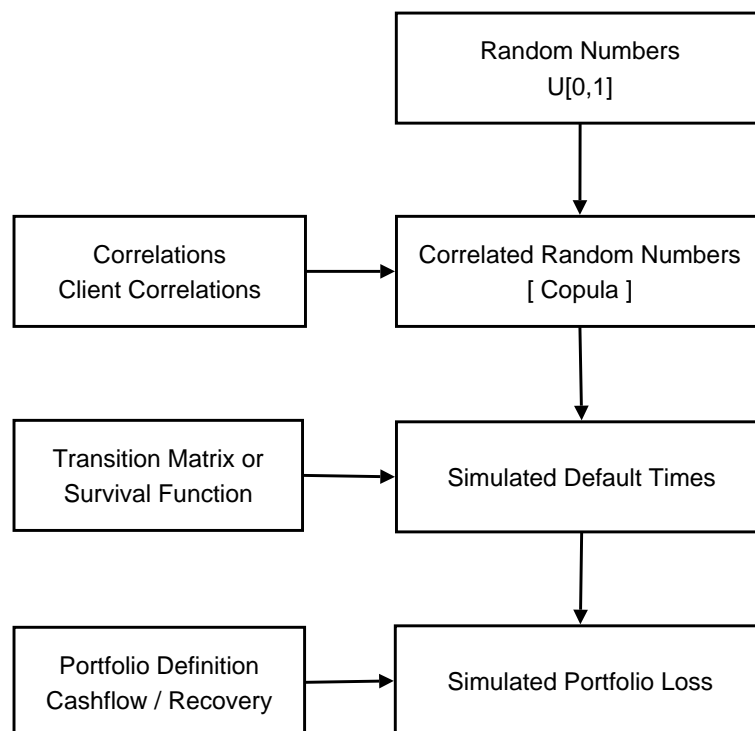 Random Numbers
U[0,1]
Correlations
Client Correlations
Correlated Random Numbers
[ Copula ]
Transition Matrix or
Survival Function
Simulated Default Times
Portfolio Definition
Cashflow / Recovery
Simulated Portfolio Loss